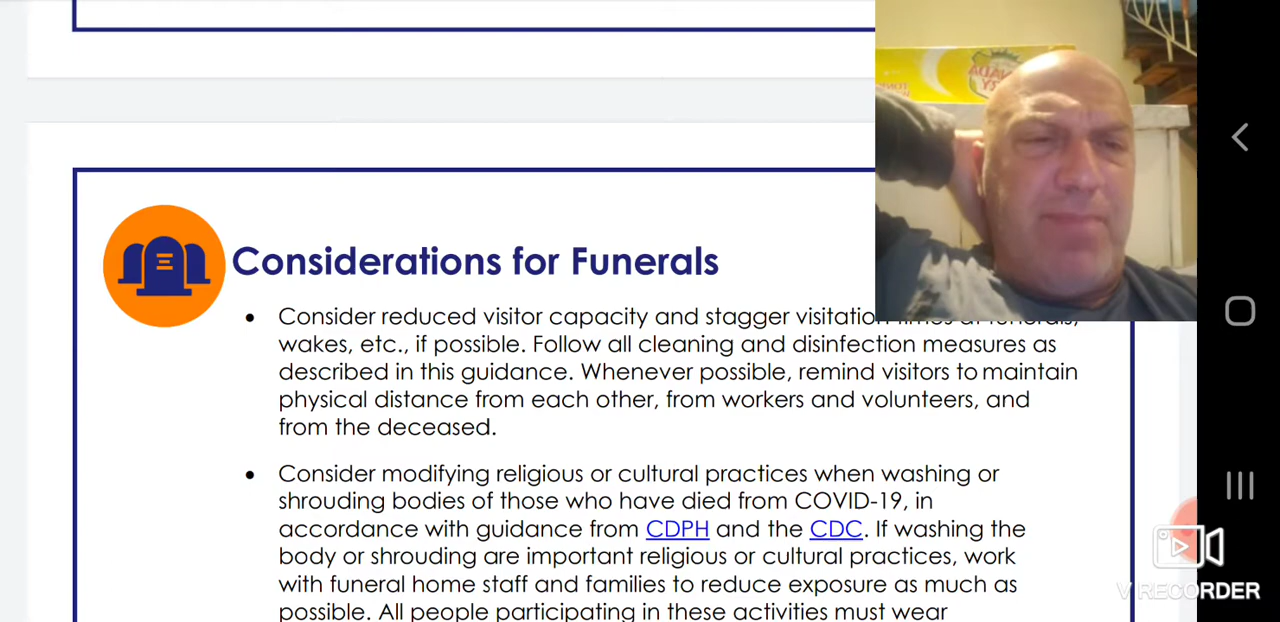 Considerations for Funerals
• Consider reduced visitor capacity and stagger visitation times at funerals,
wakes, etc., if possible. Follow all cleaning and disinfection measures as
described in this guidance. Whenever possible, remind visitors to maintain
physical distance from each other, from workers and volunteers, and
from the deceased.
• Consider modifying religious or cultural practices when washing or
shrouding bodies of those who have died from COVID-19, in
accordance with guidance from CDPH and the CDC. If washing the
body or shrouding are important religious or cultural practices, work
with funeral home staff and families to reduce exposure as much as
possible. All people participating in these activities must wear
V RECORDER